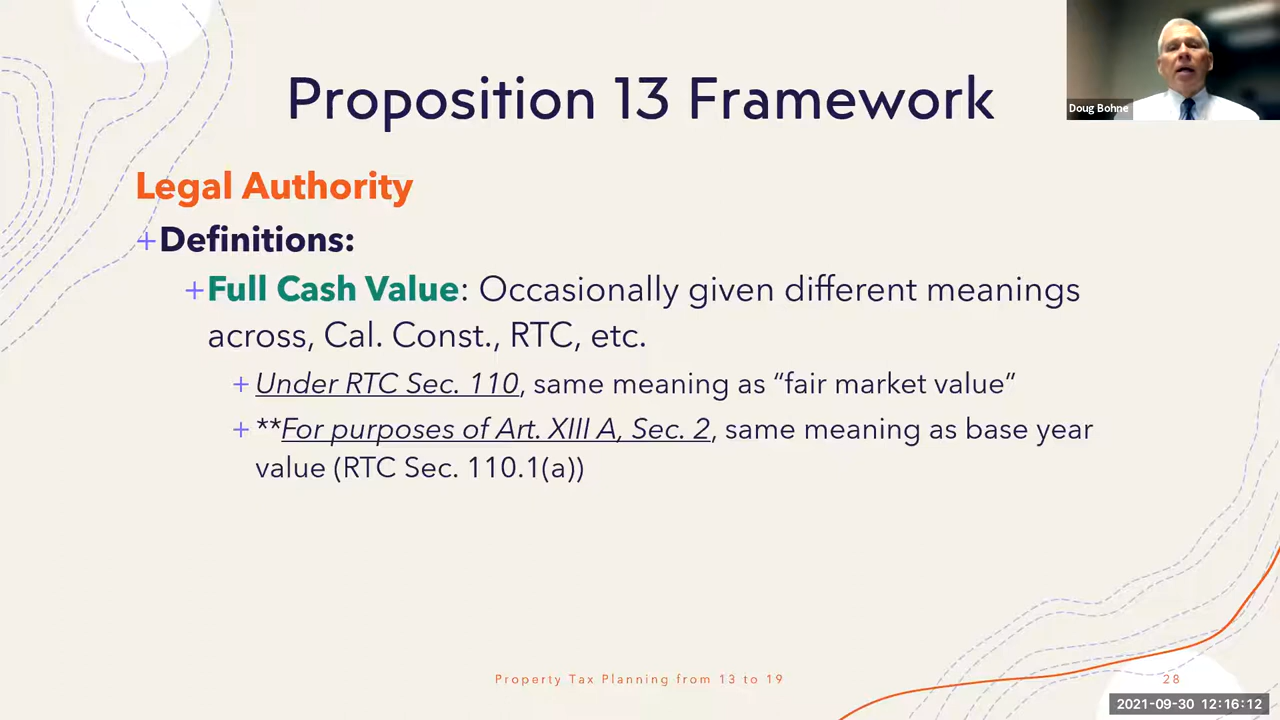 Proposition 13 Framework
Doug Bohne
Legal Authority
+Definitions:
+Full Cash Value: Occasionally given different meanings
across, Cal. Const., RTC, etc.
+ Under RTC Sec. 110, same meaning as “fair market value”
+ **For purposes of Art. XIII A, Sec. 2, same meaning as base year
value (RTC Sec. 110.1(a))
Property Tax Planning from 13 to 19
28
2021-09-30 12:16:12